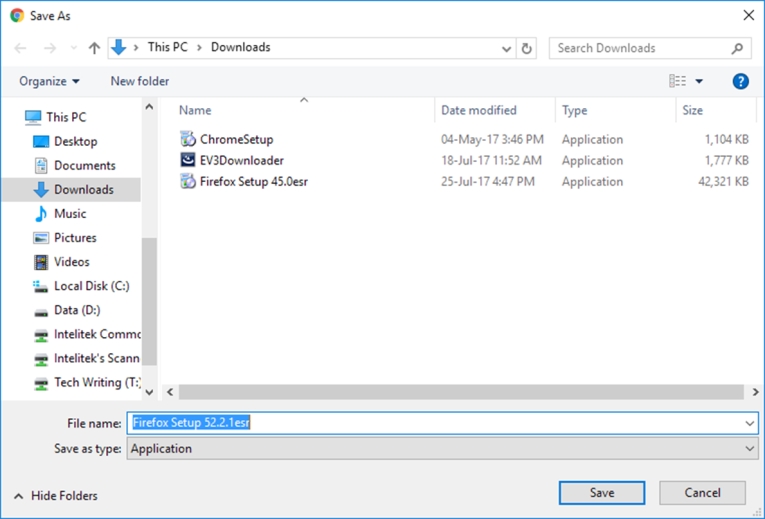 Save As
This PC > Downloads
Search Downloads
Organize New folder
?
Name Date modified Type Size
ChromeSetup 04-May-17 3:46 PM Application 1,104 KB
EV3Downloader 18-Jul-17 11:52 AM Application 1,777 KB
Firefox Setup 45.0esr 25-Jul-17 4:47 PM Application 42,321 KB
This PC
Desktop
Documents
Downloads
Music
Pictures
Videos
Local Disk (C:)
Data (D:)
Intelitek Commo
Intelitek's Scann
Tech Writing (T:)
File name: Firefox Setup 52.2.1esr
Save as type: Application
Hide Folders
Save Cancel